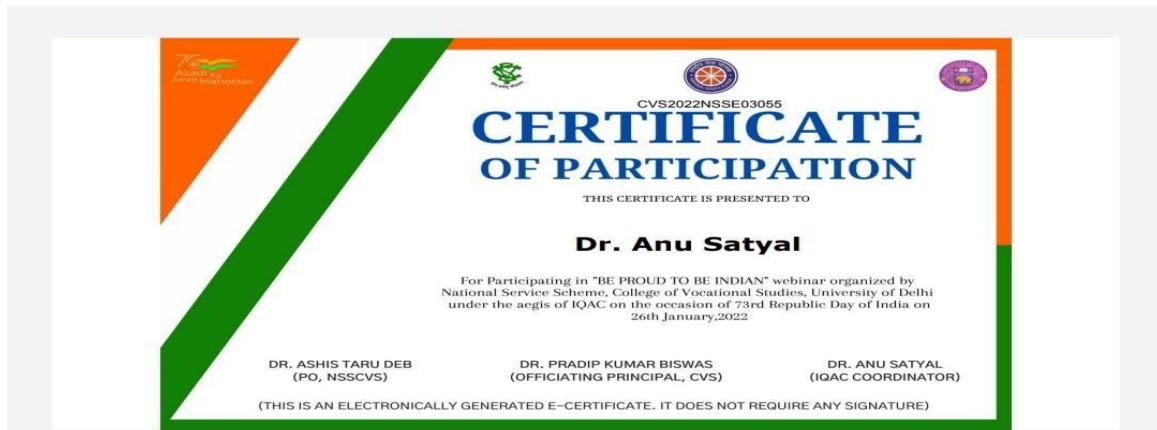 Azadi Ka
Amrit Mahotsav
CVS2022NSSE03055
CERTIFICATE
OF PARTICIPATION
THIS CERTIFICATE IS PRESENTED TO
Dr. Anu Satyal
For Participating in "BE PROUD TO BE INDIAN" webinar organized by
National Service Scheme, College of Vocational Studies, University of Delhi
under the aegis of IQAC on the occasion of 73rd Republic Day of India on
26th January,2022
DR. ASHIS TARU DEB DR. PRADIP KUMAR BISWAS DR. ANU SATYAL
(PO, NSSCVS) (OFFICIATING PRINCIPAL, CVS) (IQAC COORDINATOR)
(THIS IS AN ELECTRONICALLY GENERATED E-CERTIFICATE. IT DOES NOT REQUIRE ANY SIGNATURE)